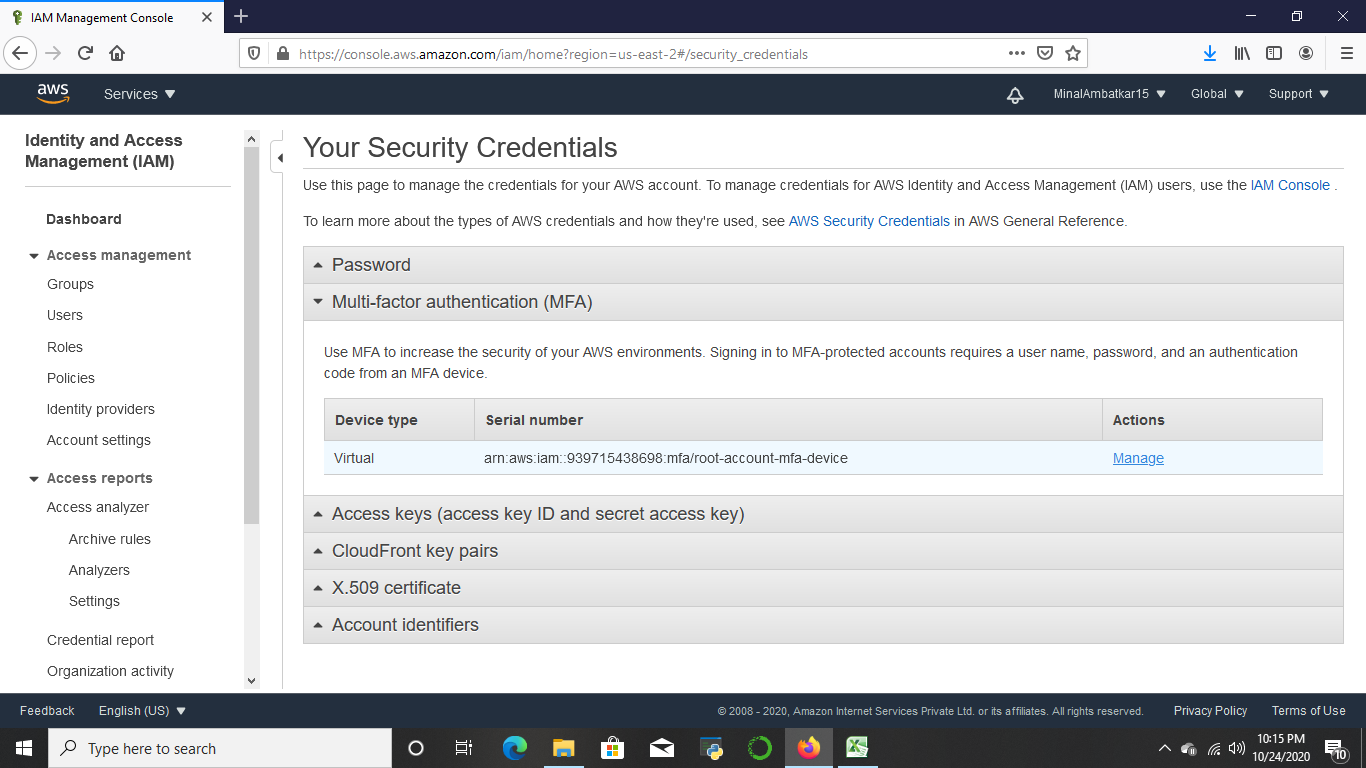 IAM Management Console
https://console.aws.amazon.com/iam/home?region=us-east-2#/security_credentials
aws
Services
MinalAmbatkar15
Global
Support
Identity and Access
Management (IAM)
Dashboard
Access management
Groups
Users
Roles
Policies
Identity providers
Account settings
Access reports
Access analyzer
Archive rules
Analyzers
Settings
Credential report
Organization activity
Your Security Credentials
Use this page to manage the credentials for your AWS account. To manage credentials for AWS Identity and Access Management (IAM) users, use the IAM Console .
To learn more about the types of AWS credentials and how they're used, see AWS Security Credentials in AWS General Reference.
Password
Multi-factor authentication (MFA)
Use MFA to increase the security of your AWS environments. Signing in to MFA-protected accounts requires a user name, password, and an authentication
code from an MFA device.
Device type Serial number Actions
Virtual arn:aws:iam::939715438698:mfa/root-account-mfa-device Manage
Access keys (access key ID and secret access key)
CloudFront key pairs
X.509 certificate
Account identifiers
Feedback English (US)
© 2008 - 2020, Amazon Internet Services Private Ltd. or its affiliates. All rights reserved. Privacy Policy Terms of Use
Type here to search
10:15 PM
10/24/2020
10